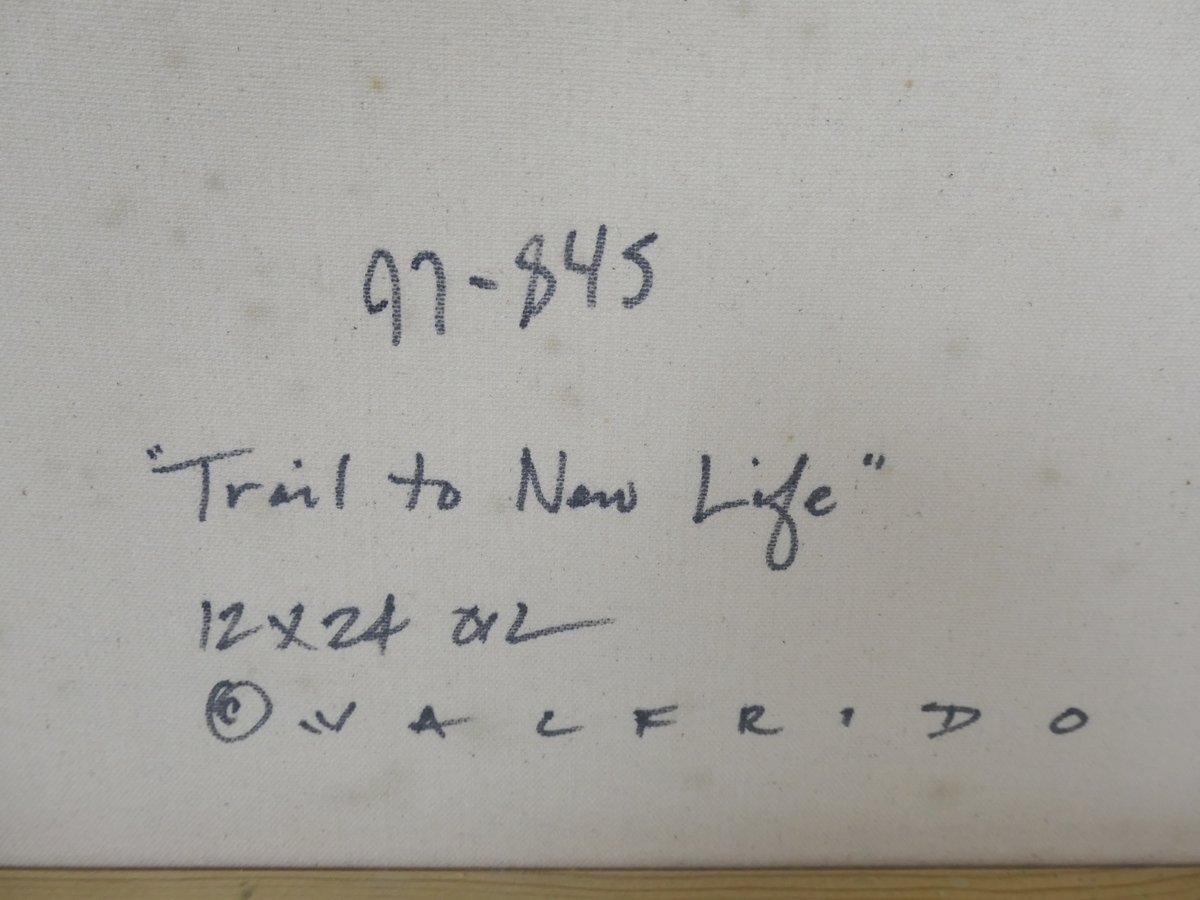 97-845
"Trail to New Life"
12x24 oil
© VALFRIDO